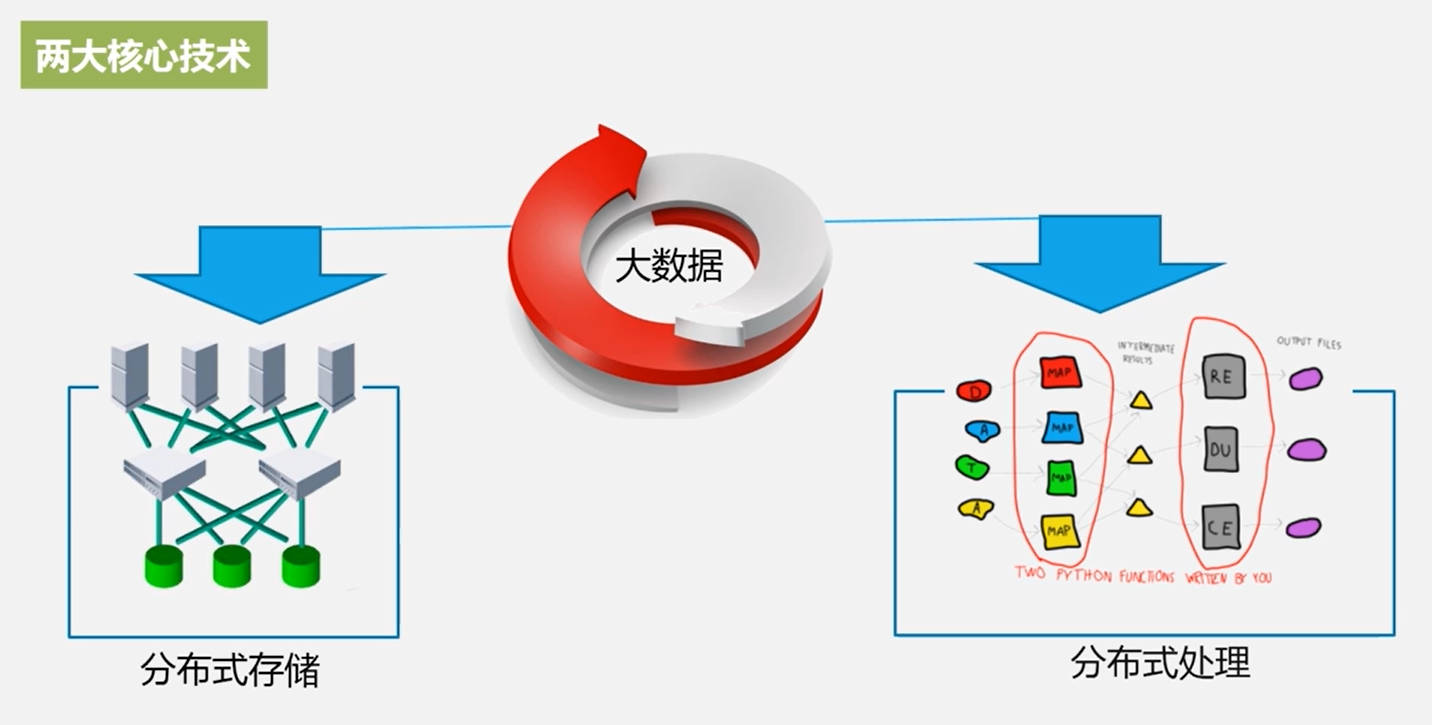 两大核心技术
大数据
INTERMEDIATE
RESULTS
OUTPUT FILES
D
A
T
A
MAP
MAP
MAP
MAP
RE
DU
CE
TWO PYTHON FUNCTIONS WRITTEN BY YOU
分布式存储
分布式处理